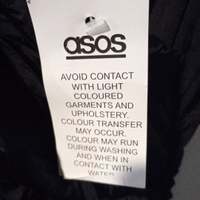 asos
AVOID CONTACT
WITH LIGHT
COLOURED
GARMENTS AND
UPHOLSTERY.
COLOUR TRANSFER
MAY OCCUR.
COLOUR MAY RUN
DURING WASHING
AND WHEN IN
CONTACT WITH
WATER